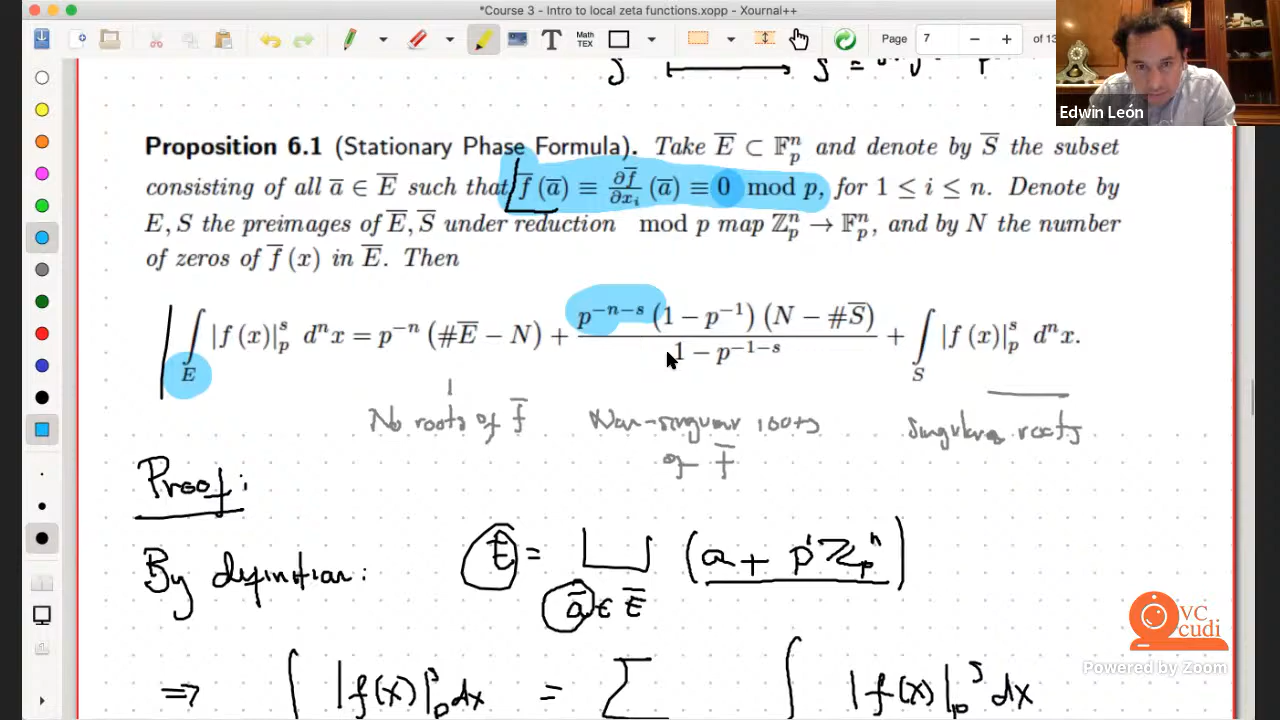 *Course 3 - Intro to local zeta functions.xopp - Xournal++
T Math TEX Page 7 of 13
Edwin León
Proposition 6.1 (Stationary Phase Formula). Take E̅ ⊂ 𝔽ₚⁿ and denote by S̅ the subset
consisting of all a̅ ∈ E̅ such that f̅ (a̅) ≡ ∂f̅/∂xᵢ (a̅) ≡ 0 mod p, for 1 ≤ i ≤ n. Denote by
E, S the preimages of E̅, S̅ under reduction mod p map ℤₚⁿ → 𝔽ₚⁿ, and by N the number
of zeros of f̅ (x) in E̅. Then
∫_E |f (x)|ₚˢ dⁿx = p⁻ⁿ (#E̅ − N) + p⁻ⁿ⁻ˢ (1 − p⁻¹) (N − #S̅) / (1 − p⁻¹⁻ˢ) + ∫_S |f (x)|ₚˢ dⁿx.
No roots of f̅
Non-singular roots
of f̅
Singular roots
Proof:
By definition: E = ⨆_{a̅ ∈ E̅} (a + p ℤₚⁿ)
⇒ ∫ |f(x)|ₚˢ dx = Σ ∫ |f(x)|ₚˢ dx
VC
cudi
Powered by Zoom